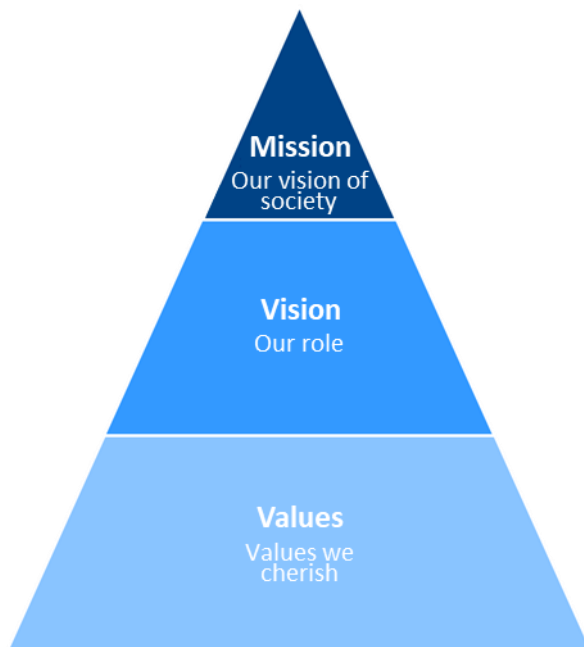 Mission
Our vision of
society
Vision
Our role
Values
Values we
cherish